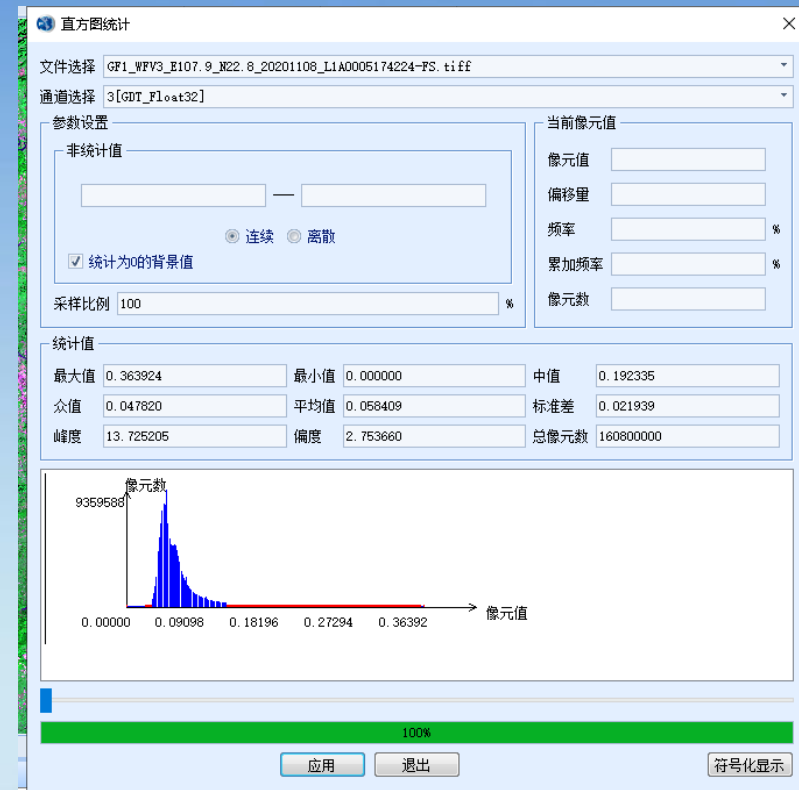 直方图统计
文件选择 GF1_WFV3_E107.9_N22.8_20201108_L1A0005174224-FS.tiff
通道选择 3[GDT_Float32]
参数设置
非统计值
—
连续 离散
统计为0的背景值
采样比例 100 %
当前像元值
像元值
偏移量
频率 %
累加频率 %
像元数
统计值
最大值 0.363924 最小值 0.000000 中值 0.192335
众值 0.047820 平均值 0.058409 标准差 0.021939
峰度 13.725205 偏度 2.753660 总像元数 160800000
像元数
9359588
像元值
0.00000 0.09098 0.18196 0.27294 0.36392
100%
应用 退出 符号化显示